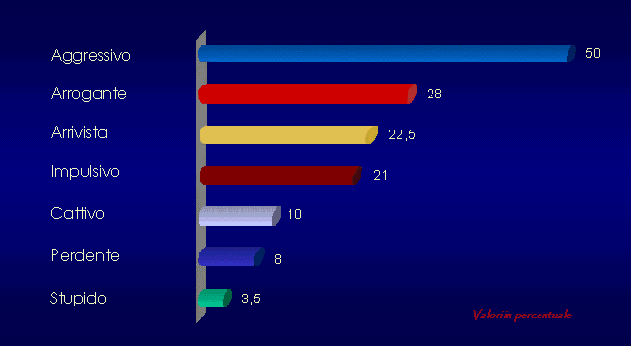 Aggressivo 50
Arrogante 28
Arrivista 22,5
Impulsivo 21
Cattivo 10
Perdente 8
Stupido 3,5
Valori in percentuale